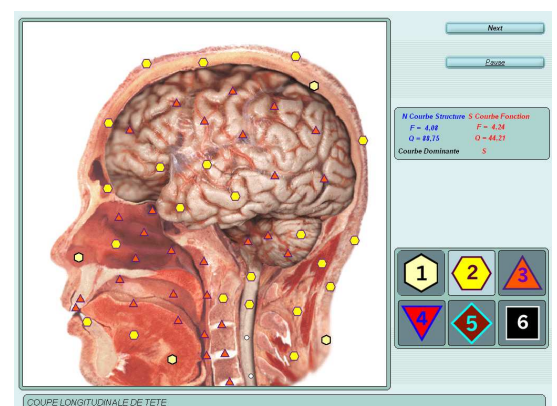 Next
Pause
N Courbe Structure S Courbe Fonction
F = 4,08 F = 4.24
Q = 88,75 Q = 44.21
Courbe Dominante S
1 2 3
4 5 6
COUPE LONGITUDINALE DE TETE